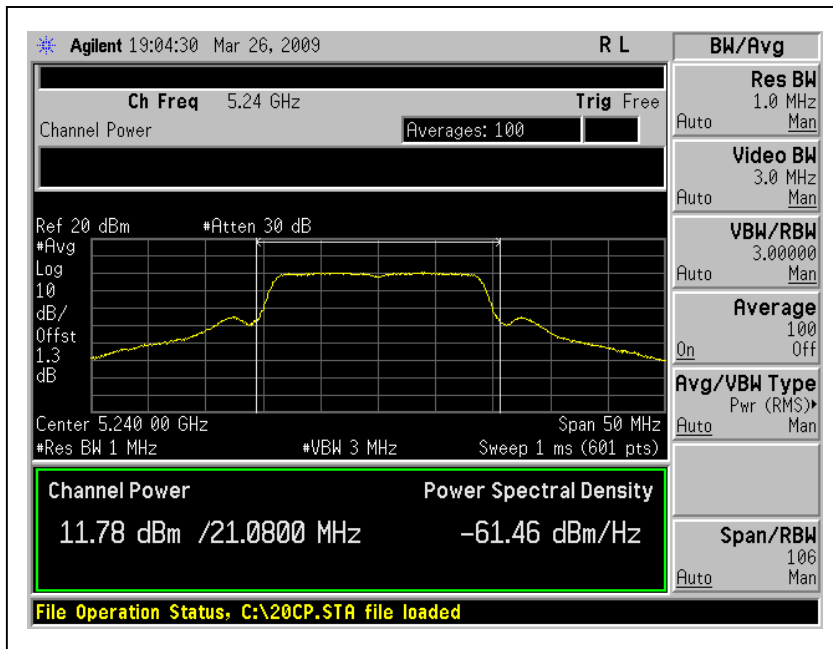 Agilent 19:04:30 Mar 26, 2009 R L
BW/Avg
Ch Freq 5.24 GHz Trig Free
Channel Power Averages: 100
Ref 20 dBm #Atten 30 dB
#Avg
Log
10
dB/
Offst
1.3
dB
Center 5.240 00 GHz Span 50 MHz
#Res BW 1 MHz #VBW 3 MHz Sweep 1 ms (601 pts)
Channel Power Power Spectral Density
11.78 dBm /21.0800 MHz -61.46 dBm/Hz
File Operation Status, C:\20CP.STA file loaded
Res BW
1.0 MHz
Auto Man
Video BW
3.0 MHz
Auto Man
VBW/RBW
3.00000
Auto Man
Average
100
On Off
Avg/VBW Type
Pwr (RMS)▸
Auto Man
Span/RBW
106
Auto Man